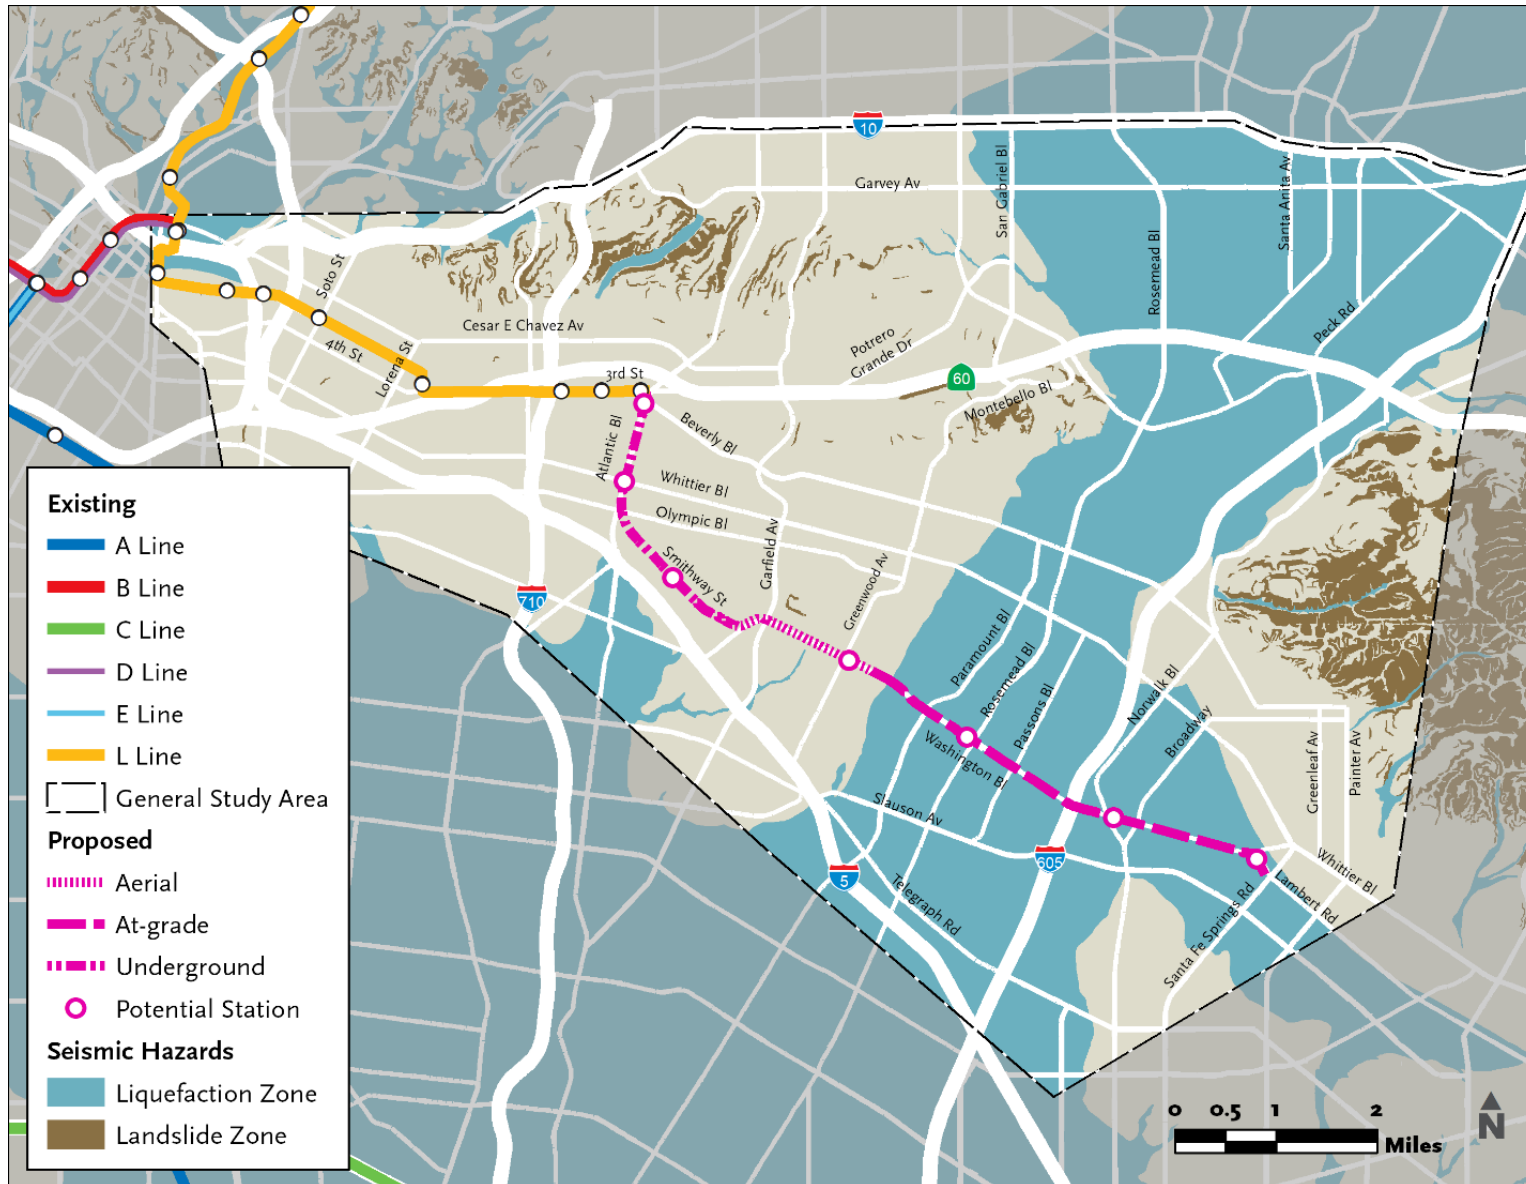 10
Garvey Av
San Gabriel Bl
Santa Anita Av
Rosemead Bl
Soto St
Cesar E Chavez Av
4th St
Lorena St
Potrero
Grande Dr
Peck Rd
3rd St
60
Montebello Bl
Atlantic Bl
Beverly Bl
Whittier Bl
Olympic Bl
Garfield Av
Smithway St
Greenwood Av
710
Paramount Bl
Rosemead Bl
Passons Bl
Norwalk Bl
Broadway
Washington Bl
Greenleaf Av
Painter Av
Slauson Av
605
5
Telegraph Rd
Whittier Bl
Lambert Rd
Santa Fe Springs Rd
Existing
A Line
B Line
C Line
D Line
E Line
L Line
General Study Area
Proposed
Aerial
At-grade
Underground
Potential Station
Seismic Hazards
Liquefaction Zone
Landslide Zone
0 0.5 1 2
Miles
N